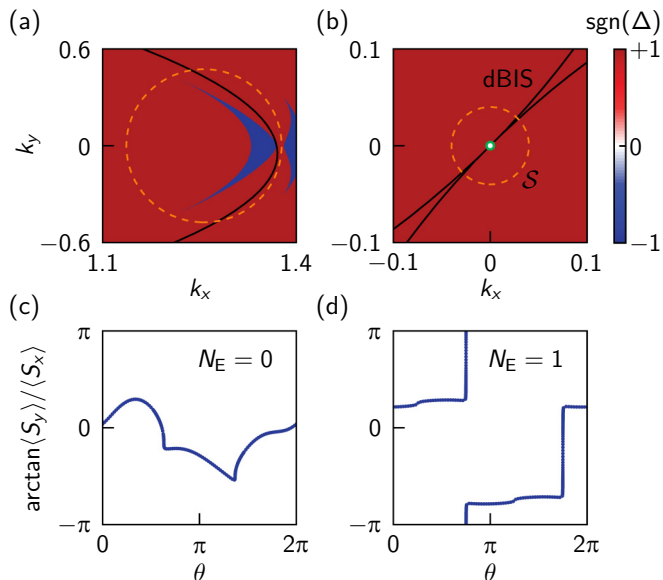 (a)
(b)
sgn(Δ)
0.6
0
−0.6
k_y
1.1
1.4
k_x
0.1
0
−0.1
dBIS
𝒮
−0.1
0
0.1
k_x
+1
0
−1
(c)
(d)
arctan⟨S_y⟩/⟨S_x⟩
π
0
−π
N_E = 0
0
π
2π
θ
π
0
−π
N_E = 1
0
π
2π
θ